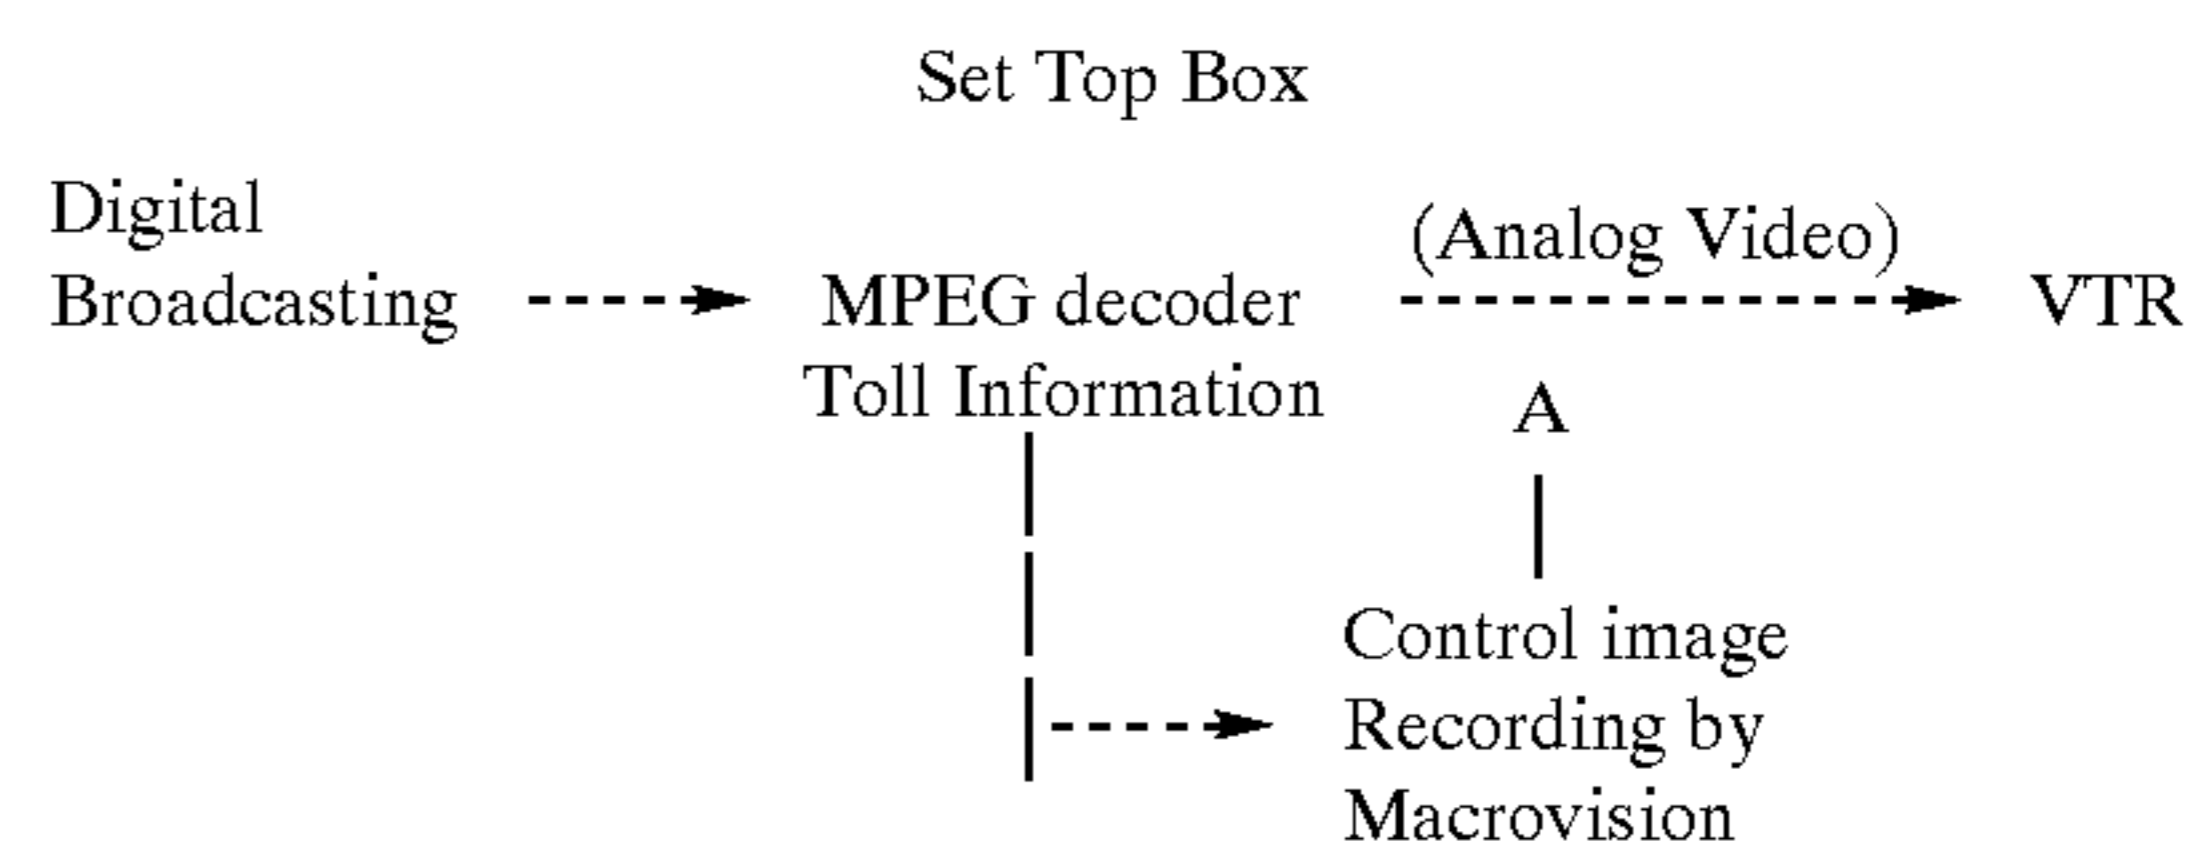 Set Top Box
Digital
Broadcasting
(Analog Video)
MPEG decoder
VTR
Toll Information
A
Control image
Recording by
Macrovision